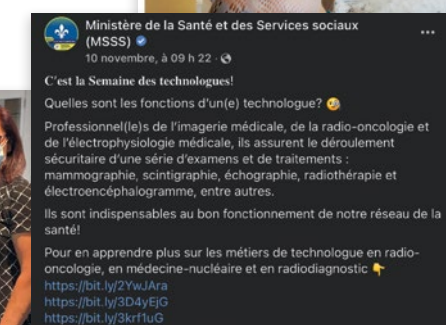 Ministère de la Santé et des Services sociaux
(MSSS)
10 novembre, à 09 h 22 ·
C'est la Semaine des technologues!
Quelles sont les fonctions d'un(e) technologue? 🧐
Professionnel(le)s de l'imagerie médicale, de la radio-oncologie et
de l'électrophysiologie médicale, ils assurent le déroulement
sécuritaire d'une série d'examens et de traitements :
mammographie, scintigraphie, échographie, radiothérapie et
électroencéphalogramme, entre autres.
Ils sont indispensables au bon fonctionnement de notre réseau de la
santé!
Pour en apprendre plus sur les métiers de technologue en radio-
oncologie, en médecine-nucléaire et en radiodiagnostic 👇
https://bit.ly/2YwJAra
https://bit.ly/3D4yEjG
https://bit.ly/3krf1uG